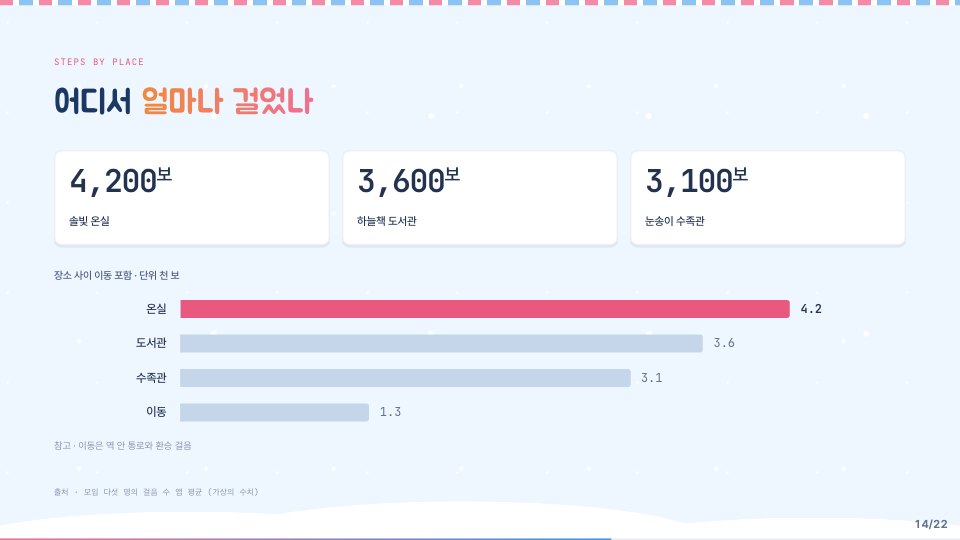 STEPS BY PLACE
어디서 얼마나 걸었나
4,200보
솔빛 온실
3,600보
하늘책 도서관
3,100보
눈송이 수족관
장소 사이 이동 포함 · 단위 천 보
온실 4.2
도서관 3.6
수족관 3.1
이동 1.3
참고 · 이동은 역 안 통로와 환승 걸음
출처 · 모임 다섯 명의 걸음 수 앱 평균 (가상의 수치)
14/22